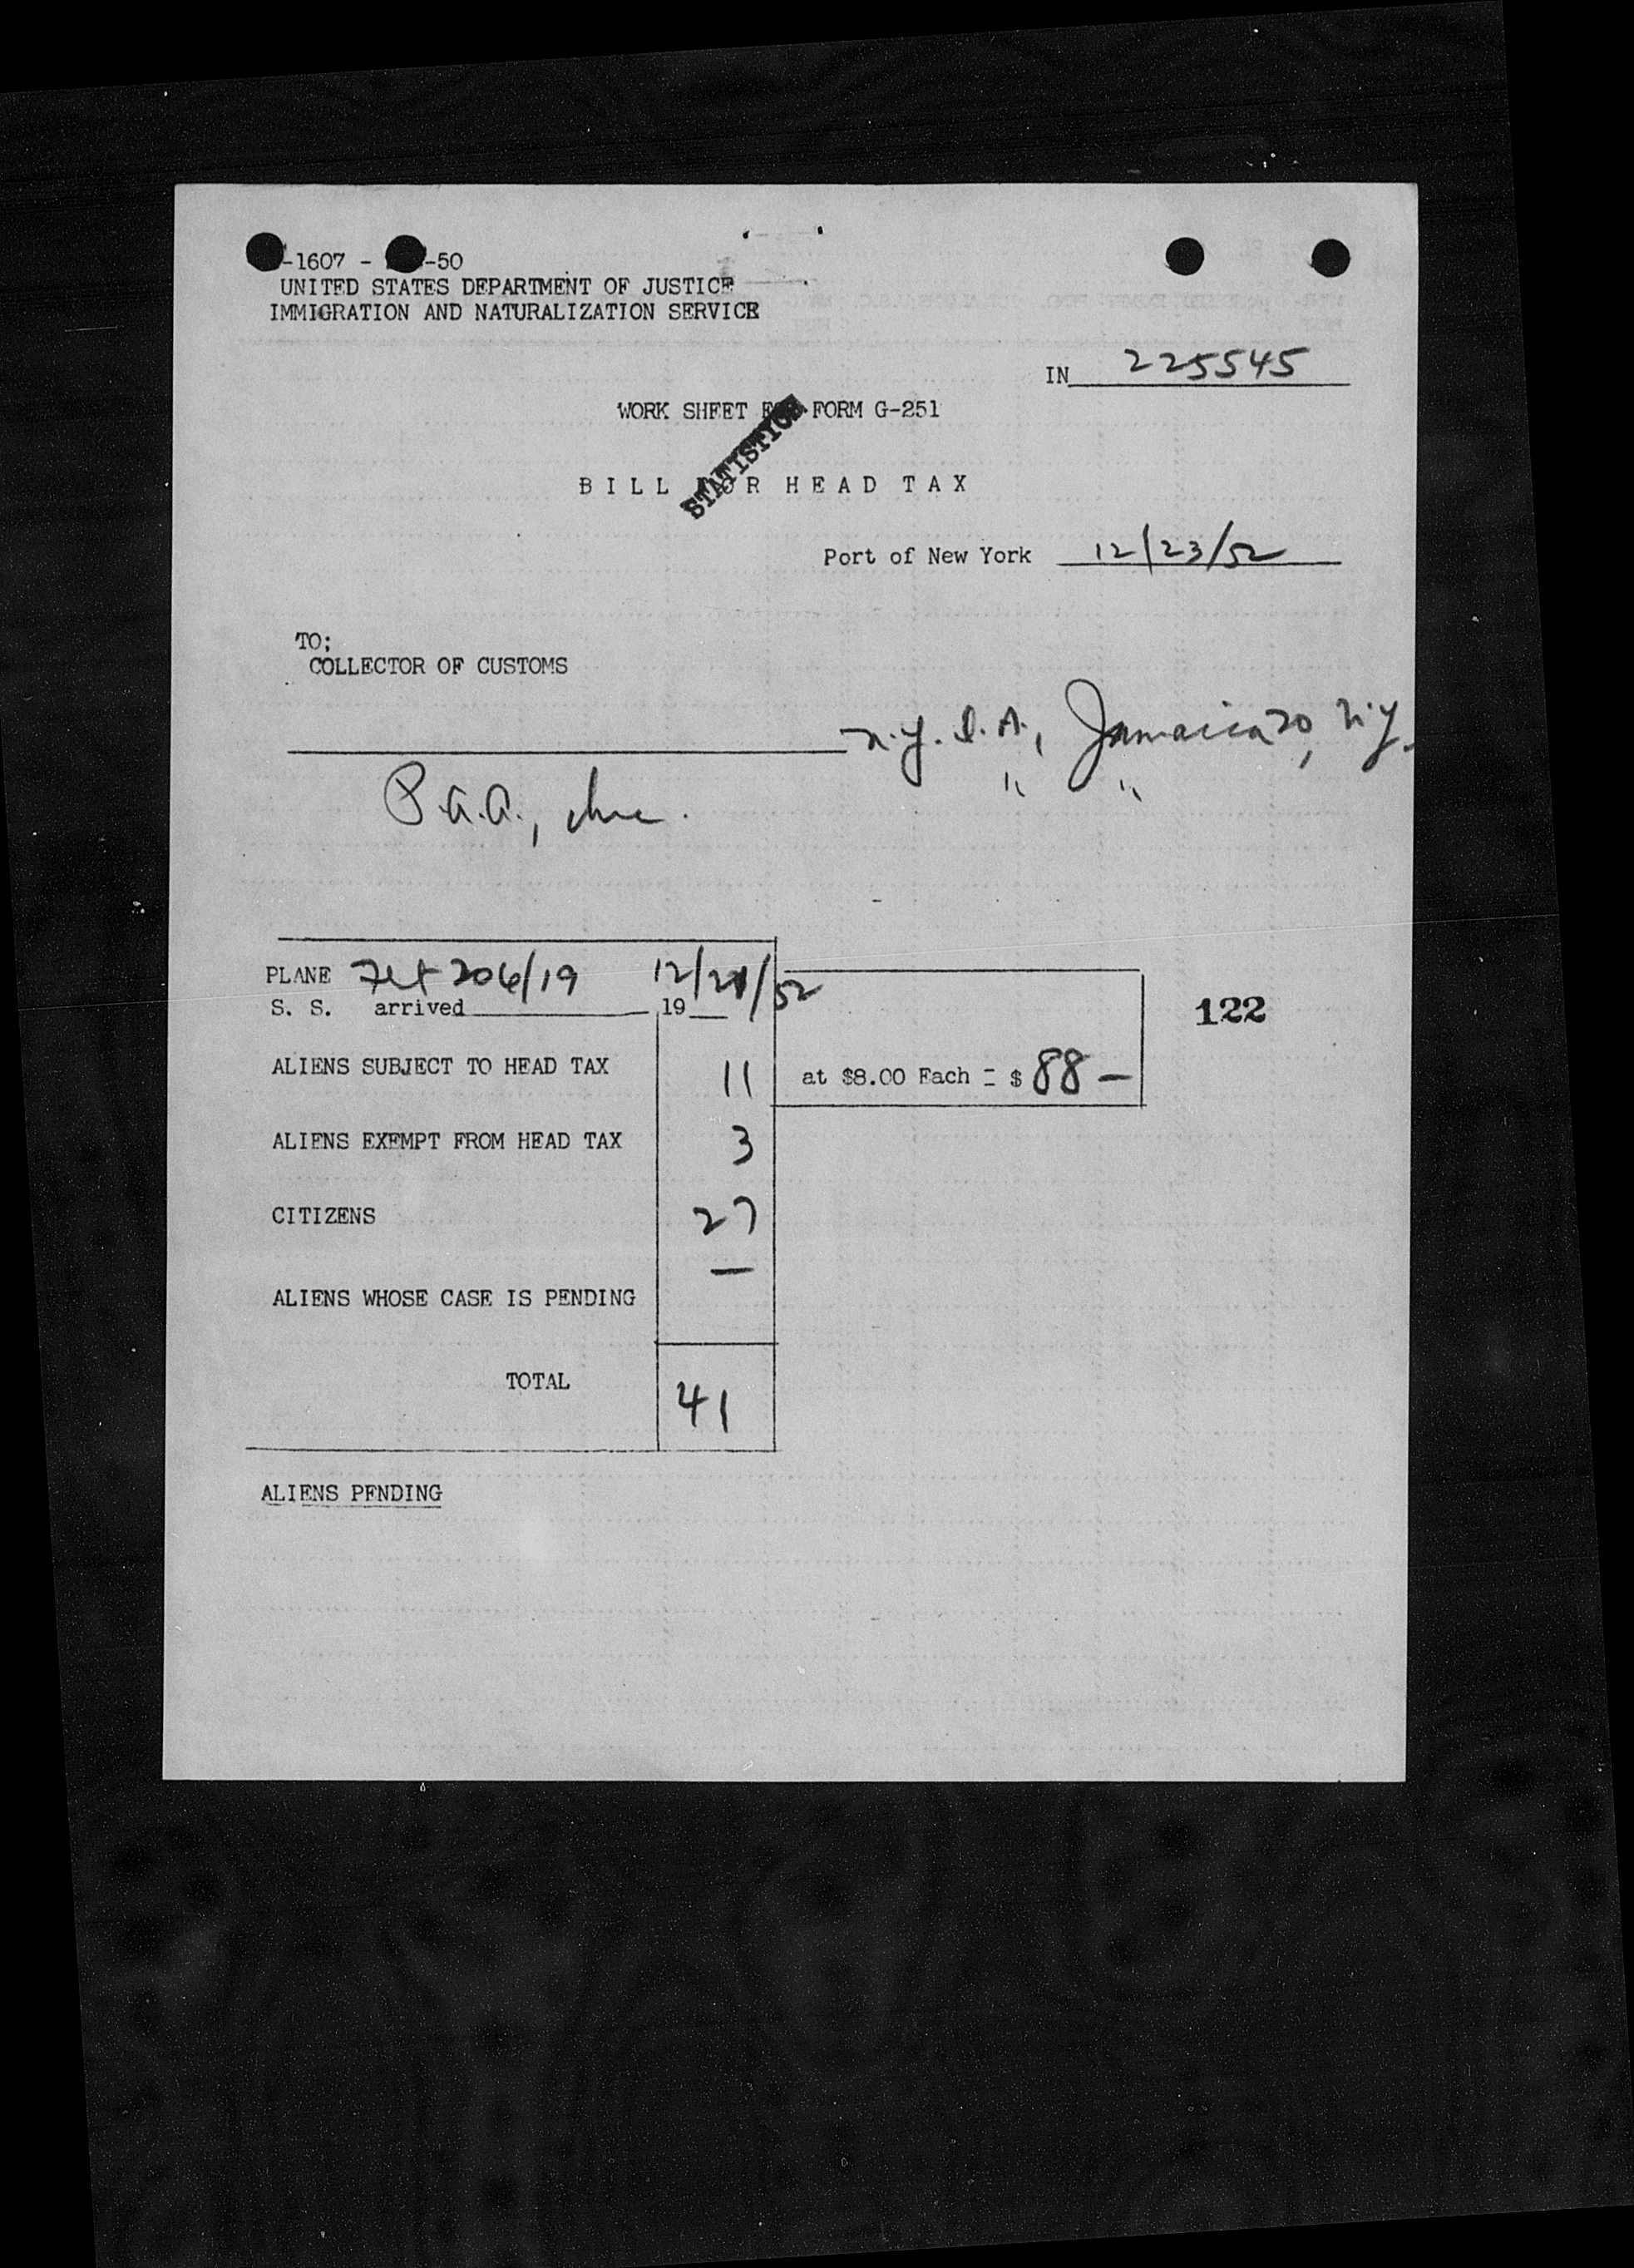 -1607 - -50
UNITED STATES DEPARTMENT OF JUSTICE
IMMIGRATION AND NATURALIZATION SERVICE
IN 225545
WORK SHEET FOR FORM G-251
STATISTICS
BILL FOR HEAD TAX
Port of New York 12/23/52
TO:
COLLECTOR OF CUSTOMS
N.Y.I.A., Jamaica 30, N.Y.
" "
P.A.A., Inc.
PLANE Flt 206/19 12/21/52
S. S. arrived 19
122
ALIENS SUBJECT TO HEAD TAX 11 at $8.00 Each = $ 88 —
ALIENS EXEMPT FROM HEAD TAX 3
CITIZENS 27
ALIENS WHOSE CASE IS PENDING —
TOTAL 41
ALIENS PENDING